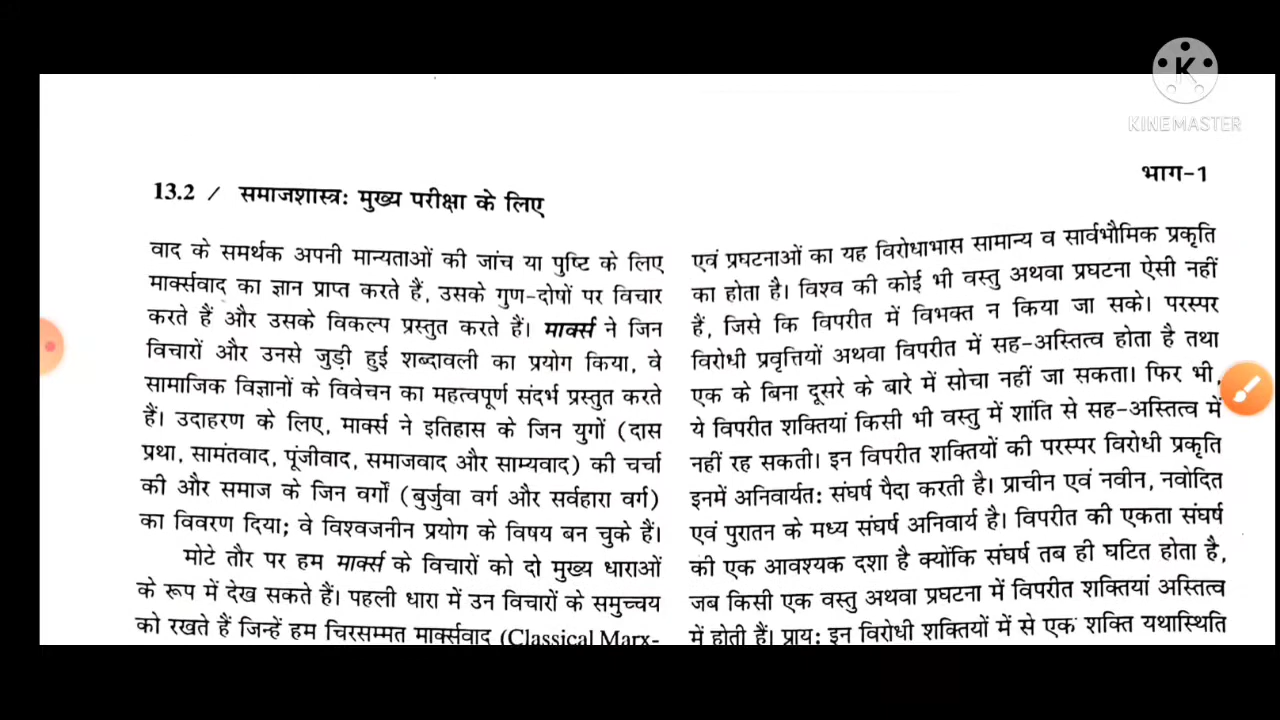 KINEMASTER
भाग-1
13.2 / समाजशास्त्र: मुख्य परीक्षा के लिए
वाद के समर्थक अपनी मान्यताओं की जांच या पुष्टि के लिए
मार्क्सवाद का ज्ञान प्राप्त करते हैं, उसके गुण-दोषों पर विचार
करते हैं और उसके विकल्प प्रस्तुत करते हैं। मार्क्स ने जिन
विचारों और उनसे जुड़ी हुई शब्दावली का प्रयोग किया, वे
सामाजिक विज्ञानों के विवेचन का महत्वपूर्ण संदर्भ प्रस्तुत करते
हैं। उदाहरण के लिए, मार्क्स ने इतिहास के जिन युगों (दास
प्रथा, सामंतवाद, पूंजीवाद, समाजवाद और साम्यवाद) की चर्चा
की और समाज के जिन वर्गों (बुर्जुवा वर्ग और सर्वहारा वर्ग)
का विवरण दिया; वे विश्वजनीन प्रयोग के विषय बन चुके हैं।
मोटे तौर पर हम मार्क्स के विचारों को दो मुख्य धाराओं
के रूप में देख सकते हैं। पहली धारा में उन विचारों के समुच्चय
को रखते हैं जिन्हें हम चिरसम्मत मार्क्सवाद (Classical Marx-
एवं प्रघटनाओं का यह विरोधाभास सामान्य व सार्वभौमिक प्रकृति
का होता है। विश्व की कोई भी वस्तु अथवा प्रघटना ऐसी नहीं
हैं, जिसे कि विपरीत में विभक्त न किया जा सके। परस्पर
विरोधी प्रवृत्तियों अथवा विपरीत में सह-अस्तित्व होता है तथा
एक के बिना दूसरे के बारे में सोचा नहीं जा सकता। फिर भी,
ये विपरीत शक्तियां किसी भी वस्तु में शांति से सह-अस्तित्व में
नहीं रह सकती। इन विपरीत शक्तियों की परस्पर विरोधी प्रकृति
इनमें अनिवार्यत: संघर्ष पैदा करती है। प्राचीन एवं नवीन, नवोदित
एवं पुरातन के मध्य संघर्ष अनिवार्य है। विपरीत की एकता संघर्ष
की एक आवश्यक दशा है क्योंकि संघर्ष तब ही घटित होता है,
जब किसी एक वस्तु अथवा प्रघटना में विपरीत शक्तियां अस्तित्व
में होती हैं। प्राय: इन विरोधी शक्तियों में से एक शक्ति यथास्थिति